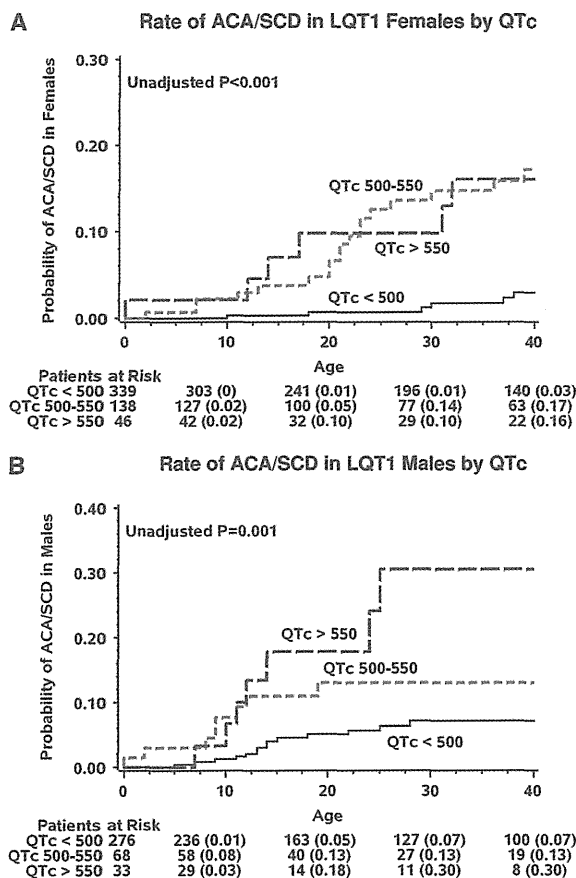 A
Rate of ACA/SCD in LQT1 Females by QTc
Probability of ACA/SCD in Females
0.30
0.20
0.10
0.00
Unadjusted P<0.001
QTc 500-550
QTc > 550
QTc < 500
0 10 20 30 40
Age
Patients at Risk
QTc < 500 339 303 (0) 241 (0.01) 196 (0.01) 140 (0.03)
QTc 500-550 138 127 (0.02) 100 (0.05) 77 (0.14) 63 (0.17)
QTc > 550 46 42 (0.02) 32 (0.10) 29 (0.10) 22 (0.16)
B
Rate of ACA/SCD in LQT1 Males by QTc
Probability of ACA/SCD in Males
0.40
0.30
0.20
0.10
0.00
Unadjusted P=0.001
QTc > 550
QTc 500-550
QTc < 500
0 10 20 30 40
Age
Patients at Risk
QTc < 500 276 236 (0.01) 163 (0.05) 127 (0.07) 100 (0.07)
QTc 500-550 68 58 (0.08) 40 (0.13) 27 (0.13) 19 (0.13)
QTc > 550 33 29 (0.03) 14 (0.18) 11 (0.30) 8 (0.30)